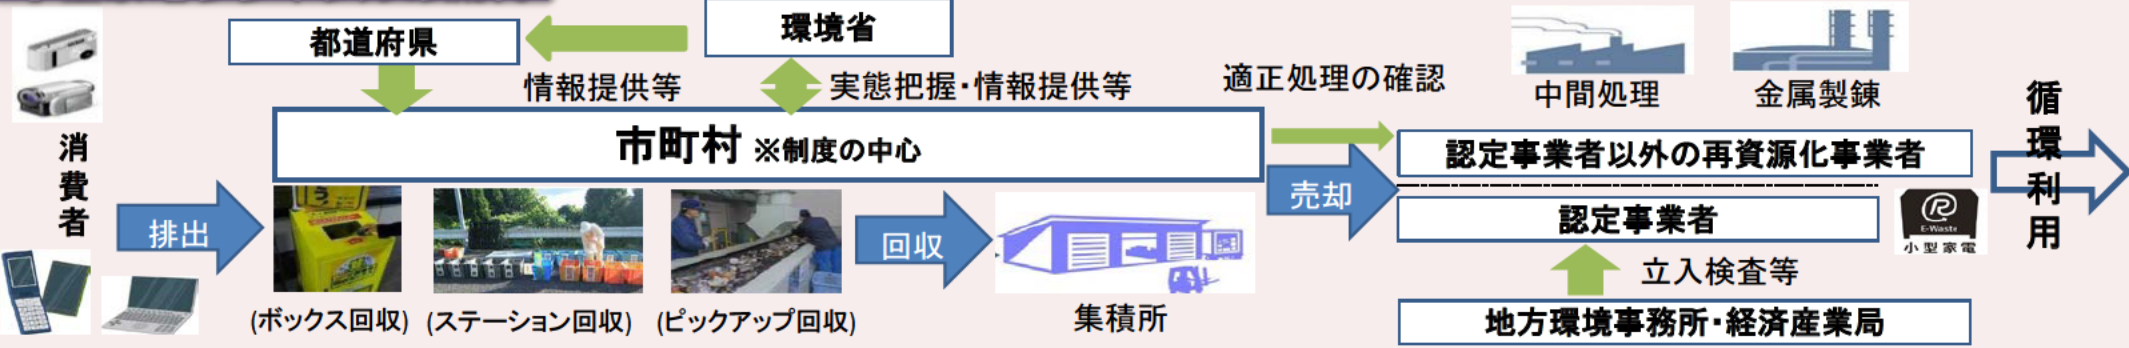 都道府県
環境省
情報提供等
実態把握・情報提供等
適正処理の確認
中間処理
金属製錬
消費者
市町村 ※制度の中心
認定事業者以外の再資源化事業者
循環利用
排出
回収
売却
認定事業者
E-Waste
小型家電
立入検査等
(ボックス回収)
(ステーション回収)
(ピックアップ回収)
集積所
地方環境事務所・経済産業局